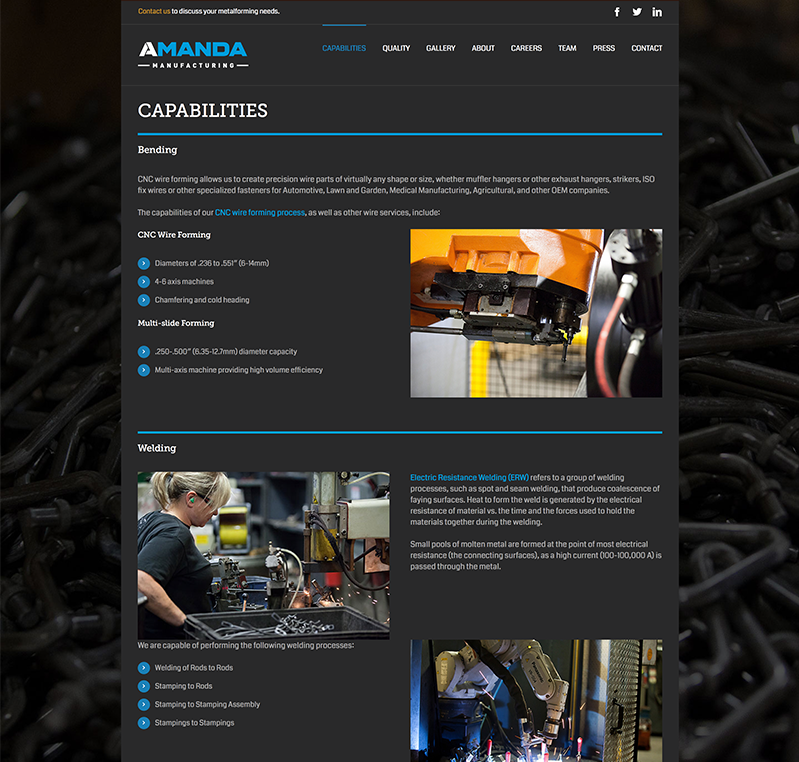 Contact us to discuss your metalforming needs.
AMANDA
MANUFACTURING
CAPABILITIES QUALITY GALLERY ABOUT CAREERS TEAM PRESS CONTACT
CAPABILITIES
Bending
CNC wire forming allows us to create precision wire parts of virtually any shape or size, whether muffler hangers or other exhaust hangers, strikers, ISO
fix wires or other specialized fasteners for Automotive, Lawn and Garden, Medical Manufacturing, Agricultural, and other OEM companies.
The capabilities of our CNC wire forming process, as well as other wire services, include:
CNC Wire Forming
Diameters of .236 to .551" (6-14mm)
4-6 axis machines
Chamfering and cold heading
Multi-slide Forming
.250-.500" (6.35-12.7mm) diameter capacity
Multi-axis machine providing high volume efficiency
Welding
Electric Resistance Welding (ERW) refers to a group of welding
processes, such as spot and seam welding, that produce coalescence of
faying surfaces. Heat to form the weld is generated by the electrical
resistance of material vs. the time and the forces used to hold the
materials together during the welding.
Small pools of molten metal are formed at the point of most electrical
resistance (the connecting surfaces), as a high current (100-100,000 A) is
passed through the metal.
We are capable of performing the following welding processes:
Welding of Rods to Rods
Stamping to Rods
Stamping to Stamping Assembly
Stampings to Stampings